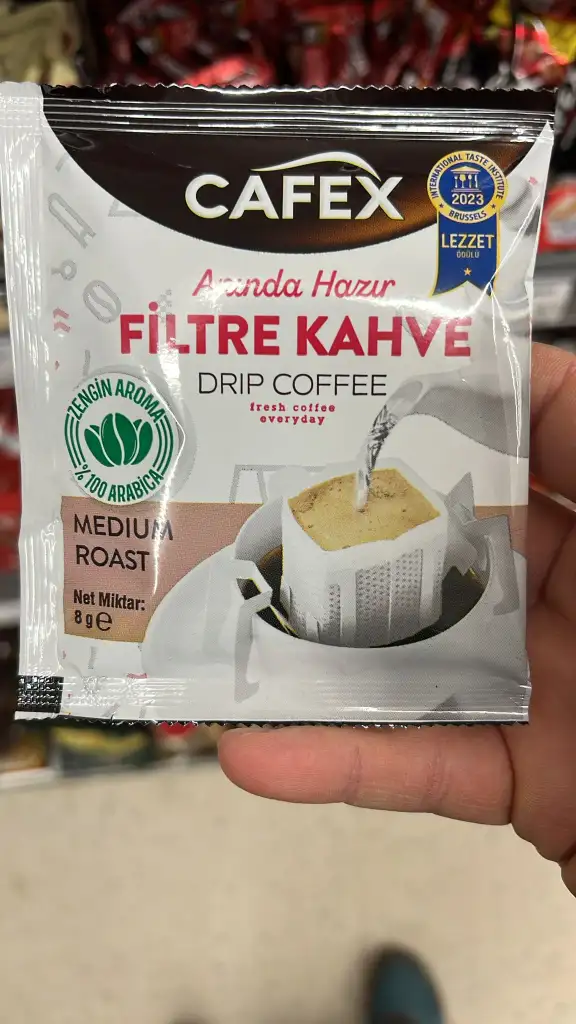 CAFEX
INTERNATIONAL TASTE INSTITUTE
2023
BRUSSELS
LEZZET
ÖDÜLÜ
Anında Hazır
FİLTRE KAHVE
DRIP COFFEE
fresh coffee
everyday
ZENGİN AROMA
%100 ARABICA
MEDIUM
ROAST
Net Miktar:
8 g e